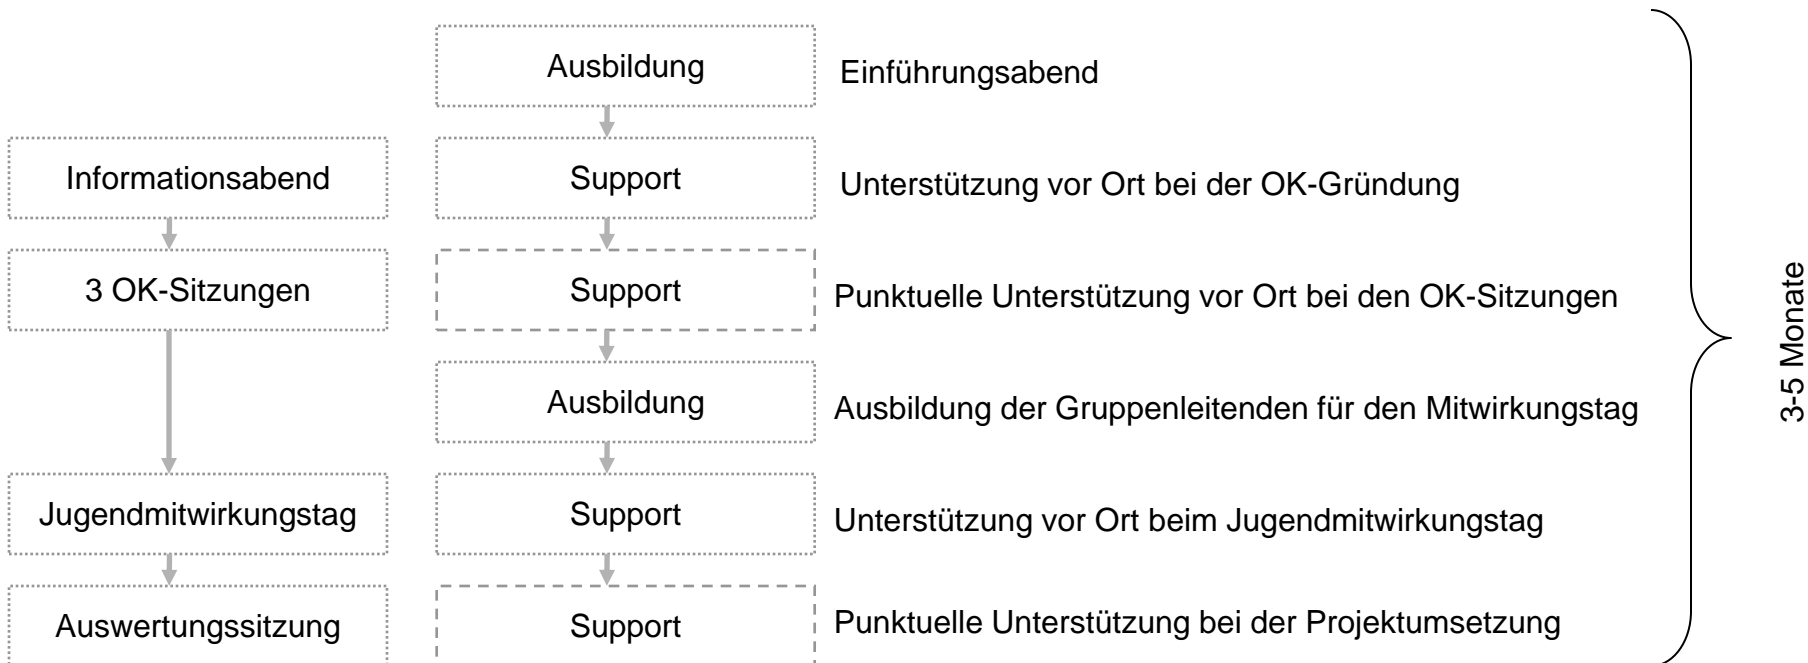 Ausbildung
Einführungsabend
Informationsabend
Support
Unterstützung vor Ort bei der OK-Gründung
3 OK-Sitzungen
Support
Punktuelle Unterstützung vor Ort bei den OK-Sitzungen
Ausbildung
Ausbildung der Gruppenleitenden für den Mitwirkungstag
Jugendmitwirkungstag
Support
Unterstützung vor Ort beim Jugendmitwirkungstag
Auswertungssitzung
Support
Punktuelle Unterstützung bei der Projektumsetzung
3-5 Monate